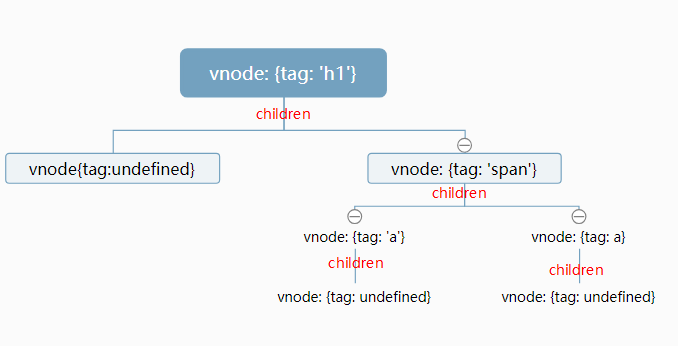 vnode: {tag: 'h1'}
children
vnode{tag:undefined}
vnode: {tag: 'span'}
children
vnode: {tag: 'a'}
vnode: {tag: a}
children
children
vnode: {tag: undefined}
vnode: {tag: undefined}